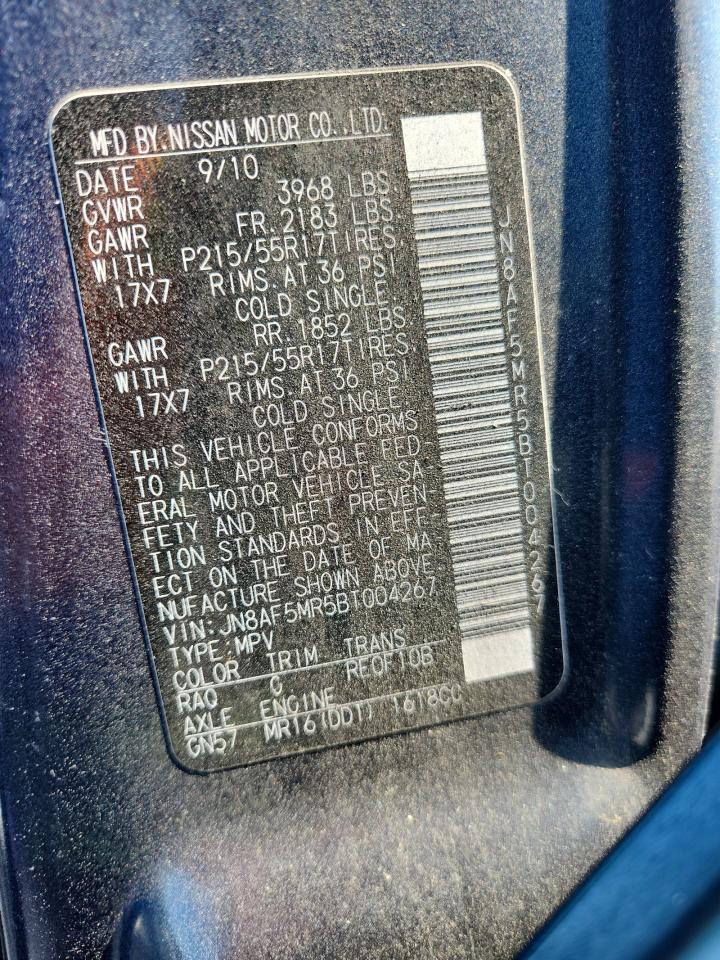 MFD BY:NISSAN MOTOR CO.,LTD.
DATE 9/10
GVWR 3968 LBS.
GAWR FR.2183 LBS.
WITH P215/55R17TIRES,
17X7 RIMS.AT 36 PSI
COLD SINGLE.
GAWR RR.1852 LBS.
WITH P215/55R17TIRES,
17X7 RIMS.AT 36 PSI
COLD SINGLE.
THIS VEHICLE CONFORMS
TO ALL APPLICABLE FED
ERAL MOTOR VEHICLE SA
FETY AND THEFT PREVEN
TION STANDARDS IN EFF
ECT ON THE DATE OF MA
NUFACTURE SHOWN ABOVE
VIN:JN8AF5MR5BT004267
TYPE:MPV
COLOR TRIM TRANS
RAQ C RE0F10B
AXLE ENGINE
GN57 MR16(DDT) 1618CC
JN8AF5MR5BT004267